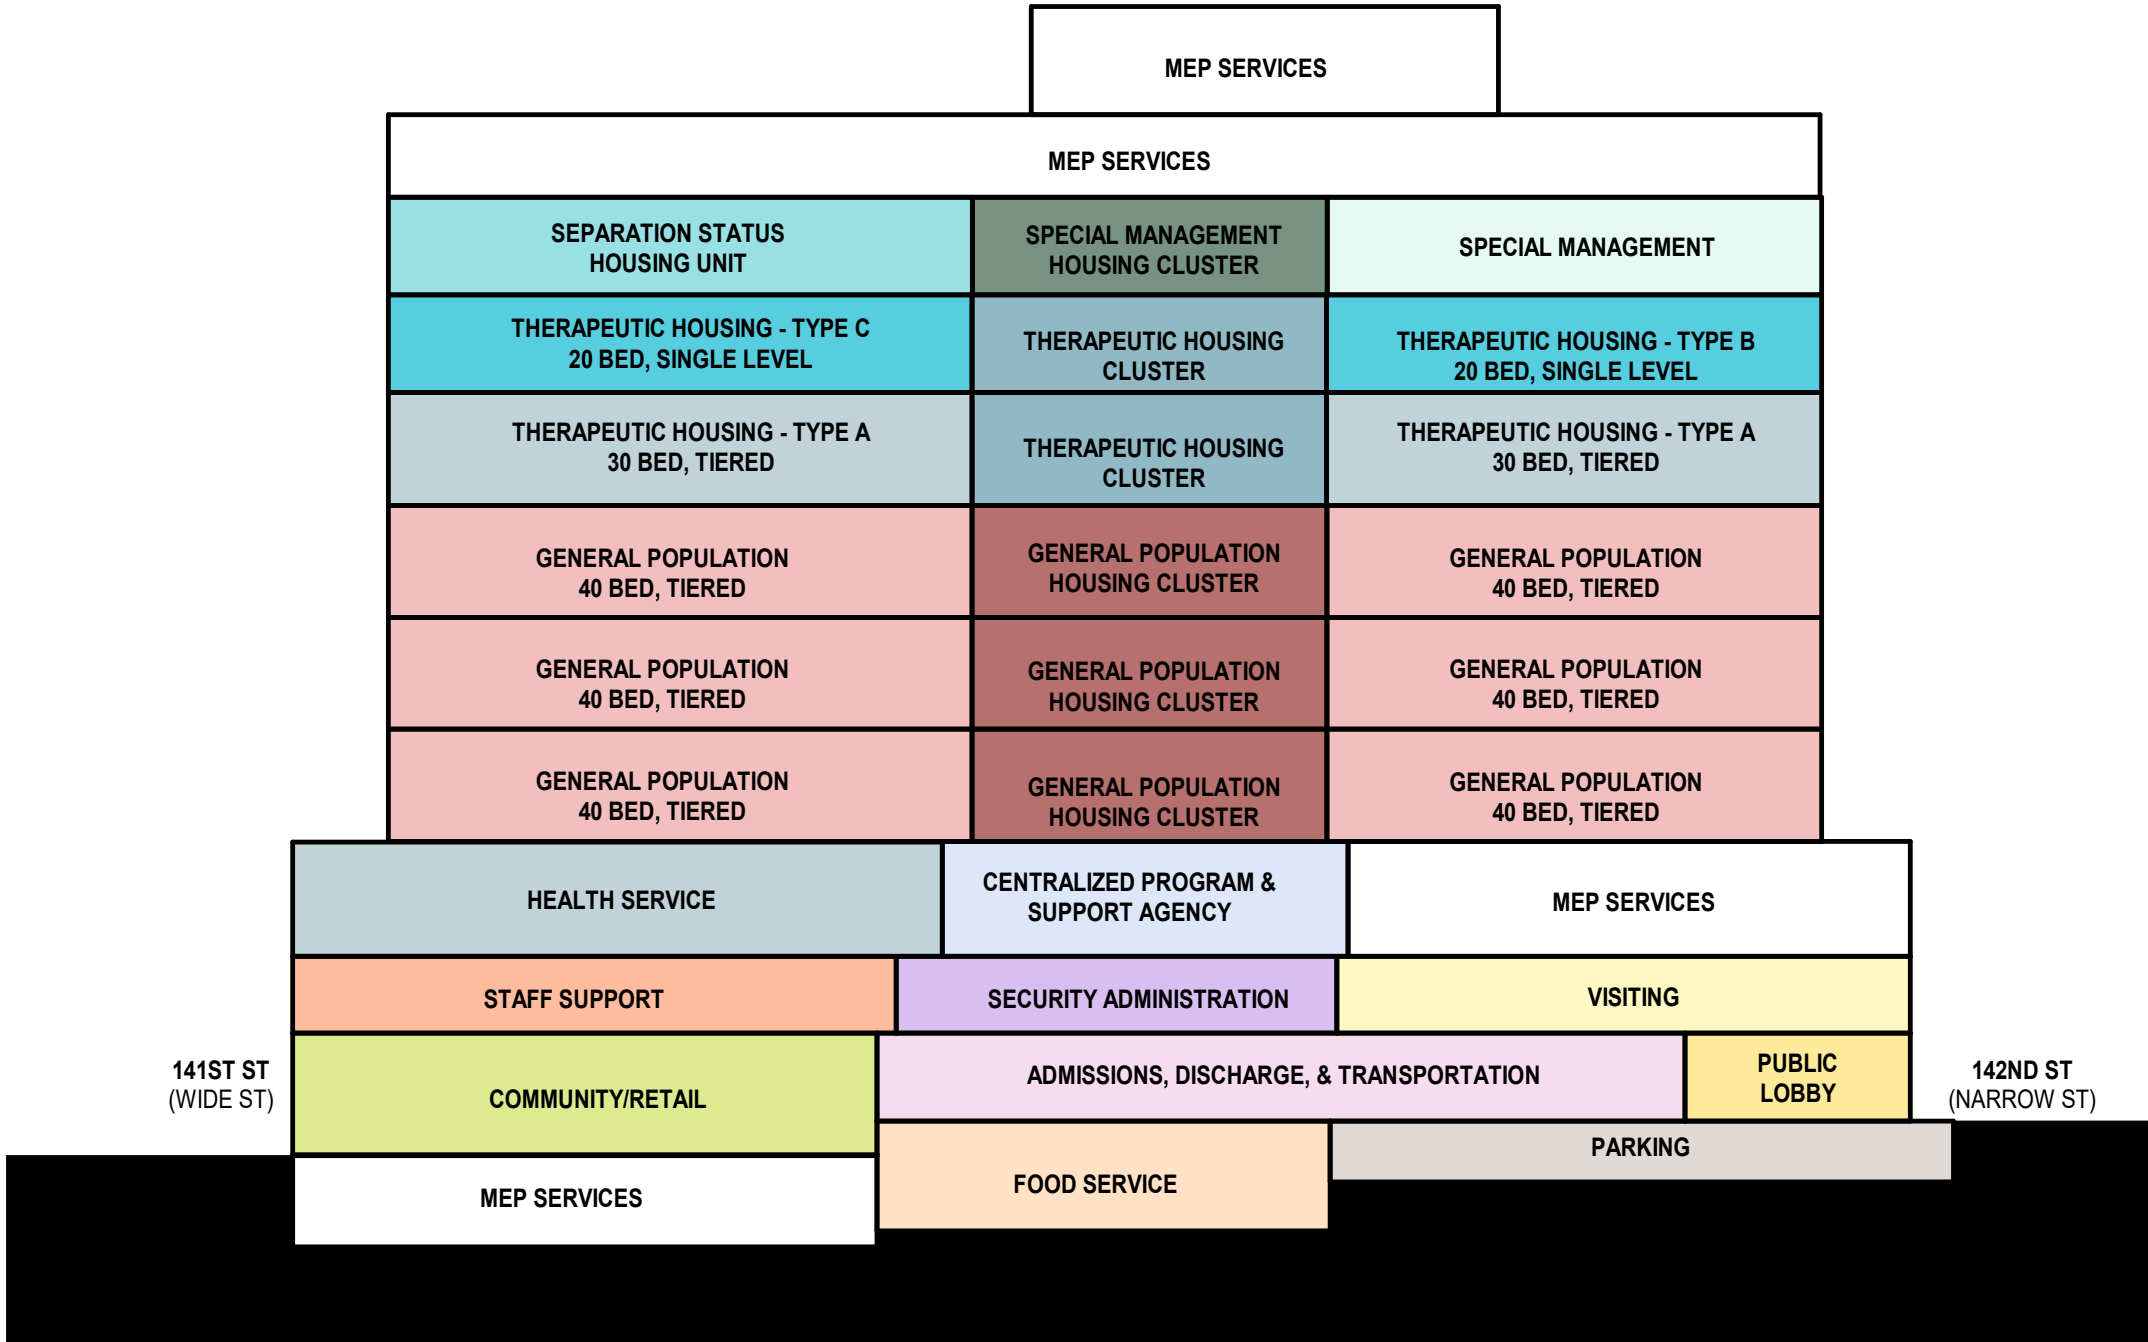 MEP SERVICES
MEP SERVICES
SEPARATION STATUS
HOUSING UNIT
SPECIAL MANAGEMENT
HOUSING CLUSTER
SPECIAL MANAGEMENT
THERAPEUTIC HOUSING - TYPE C
20 BED, SINGLE LEVEL
THERAPEUTIC HOUSING
CLUSTER
THERAPEUTIC HOUSING - TYPE B
20 BED, SINGLE LEVEL
THERAPEUTIC HOUSING - TYPE A
30 BED, TIERED
THERAPEUTIC HOUSING
CLUSTER
THERAPEUTIC HOUSING - TYPE A
30 BED, TIERED
GENERAL POPULATION
40 BED, TIERED
GENERAL POPULATION
HOUSING CLUSTER
GENERAL POPULATION
40 BED, TIERED
GENERAL POPULATION
40 BED, TIERED
GENERAL POPULATION
HOUSING CLUSTER
GENERAL POPULATION
40 BED, TIERED
GENERAL POPULATION
40 BED, TIERED
GENERAL POPULATION
HOUSING CLUSTER
GENERAL POPULATION
40 BED, TIERED
HEALTH SERVICE
CENTRALIZED PROGRAM &
SUPPORT AGENCY
MEP SERVICES
STAFF SUPPORT
SECURITY ADMINISTRATION
VISITING
141ST ST
(WIDE ST)
COMMUNITY/RETAIL
ADMISSIONS, DISCHARGE, & TRANSPORTATION
PUBLIC
LOBBY
142ND ST
(NARROW ST)
MEP SERVICES
FOOD SERVICE
PARKING